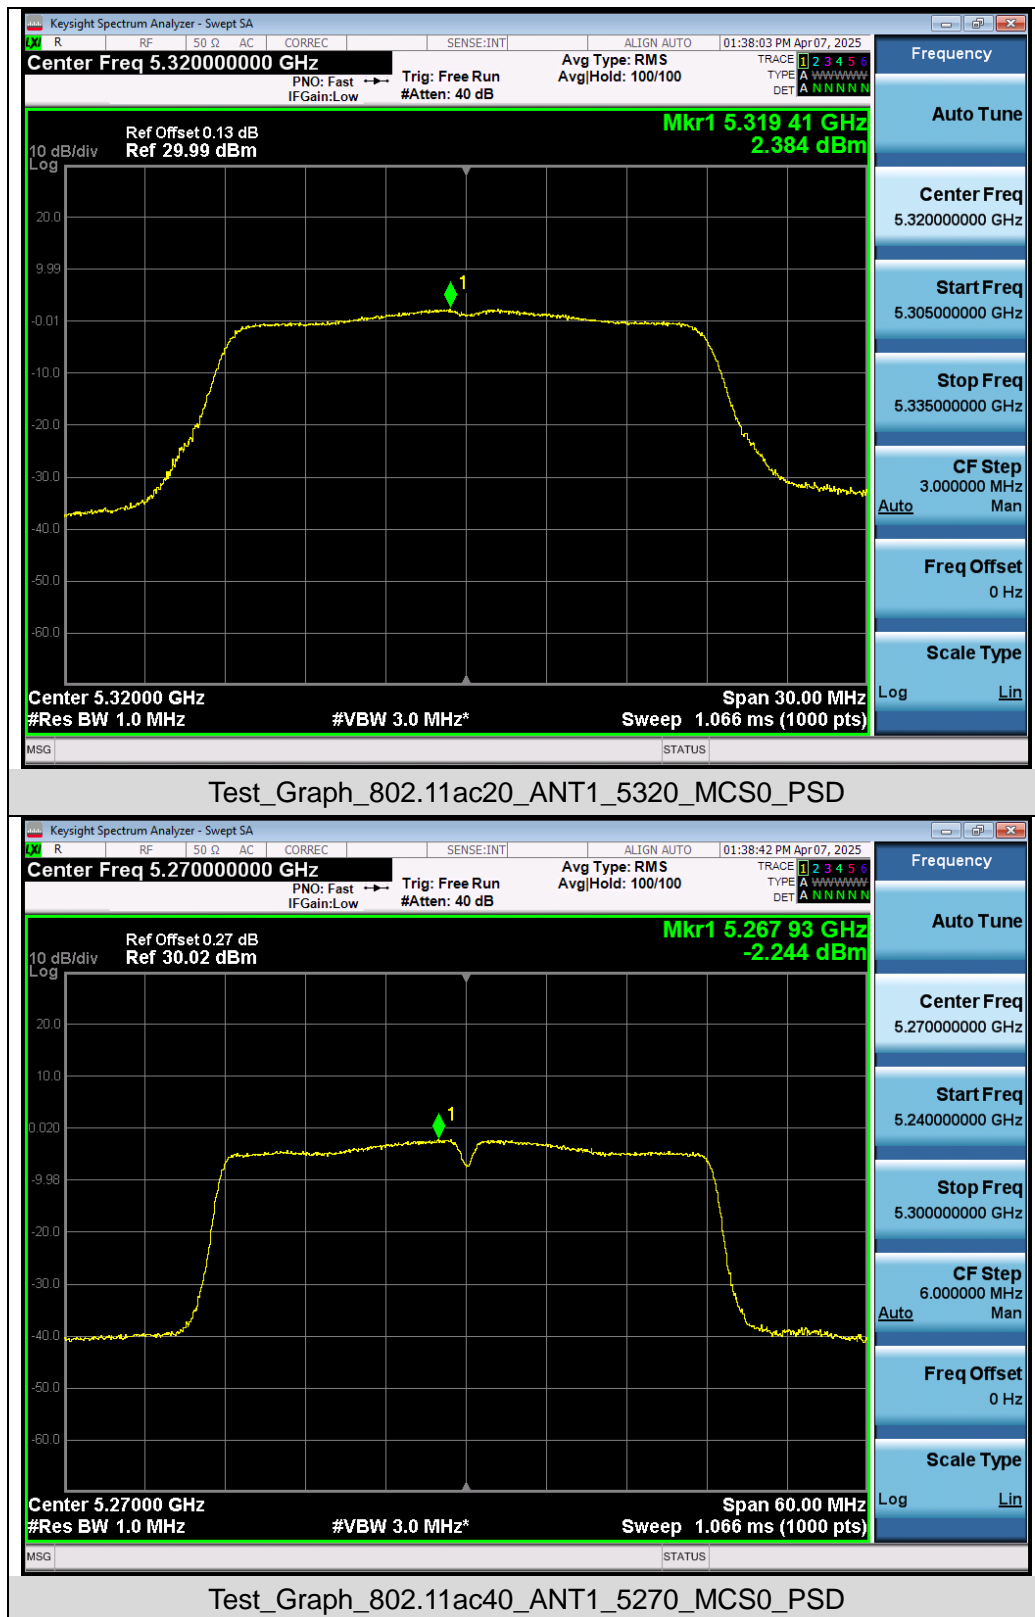 Keysight Spectrum Analyzer - Swept SA
LXI R RF 50 Ω AC CORREC SENSE:INT ALIGN AUTO 01:38:03 PM Apr 07, 2025
Center Freq 5.320000000 GHz
PNO: Fast
IFGain:Low
Trig: Free Run
#Atten: 40 dB
Avg Type: RMS
Avg|Hold: 100/100
TRACE 1 2 3 4 5 6
TYPE A WWWWW
DET A N N N N N
Mkr1 5.319 41 GHz
2.384 dBm
Ref Offset 0.13 dB
10 dB/div Ref 29.99 dBm
Log
20.0
9.99
-0.01
-10.0
-20.0
-30.0
-40.0
-50.0
-60.0
1
Center 5.32000 GHz Span 30.00 MHz
#Res BW 1.0 MHz #VBW 3.0 MHz* Sweep 1.066 ms (1000 pts)
MSG STATUS
Frequency
Auto Tune
Center Freq
5.320000000 GHz
Start Freq
5.305000000 GHz
Stop Freq
5.335000000 GHz
CF Step
3.000000 MHz
Auto Man
Freq Offset
0 Hz
Scale Type
Log Lin
Test_Graph_802.11ac20_ANT1_5320_MCS0_PSD
Keysight Spectrum Analyzer - Swept SA
LXI R RF 50 Ω AC CORREC SENSE:INT ALIGN AUTO 01:38:42 PM Apr 07, 2025
Center Freq 5.270000000 GHz
PNO: Fast
IFGain:Low
Trig: Free Run
#Atten: 40 dB
Avg Type: RMS
Avg|Hold: 100/100
TRACE 1 2 3 4 5 6
TYPE A WWWWW
DET A N N N N N
Mkr1 5.267 93 GHz
-2.244 dBm
Ref Offset 0.27 dB
10 dB/div Ref 30.02 dBm
Log
20.0
10.0
0.020
-9.98
-20.0
-30.0
-40.0
-50.0
-60.0
1
Center 5.27000 GHz Span 60.00 MHz
#Res BW 1.0 MHz #VBW 3.0 MHz* Sweep 1.066 ms (1000 pts)
MSG STATUS
Frequency
Auto Tune
Center Freq
5.270000000 GHz
Start Freq
5.240000000 GHz
Stop Freq
5.300000000 GHz
CF Step
6.000000 MHz
Auto Man
Freq Offset
0 Hz
Scale Type
Log Lin
Test_Graph_802.11ac40_ANT1_5270_MCS0_PSD